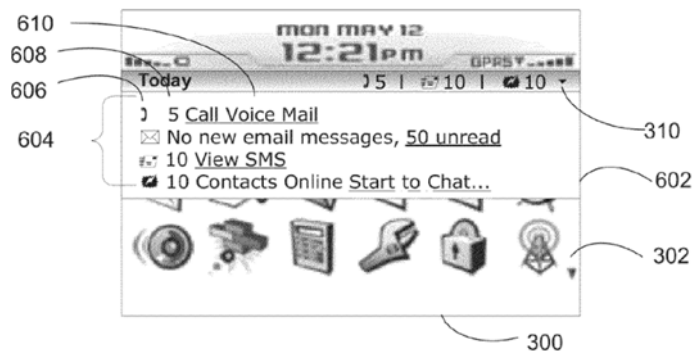 610
608
606
604
MON MAY 12
12:21PM
GPRS
Today 5 | 10 | 10
310
5 Call Voice Mail
No new email messages, 50 unread
10 View SMS
10 Contacts Online Start to Chat...
602
302
300